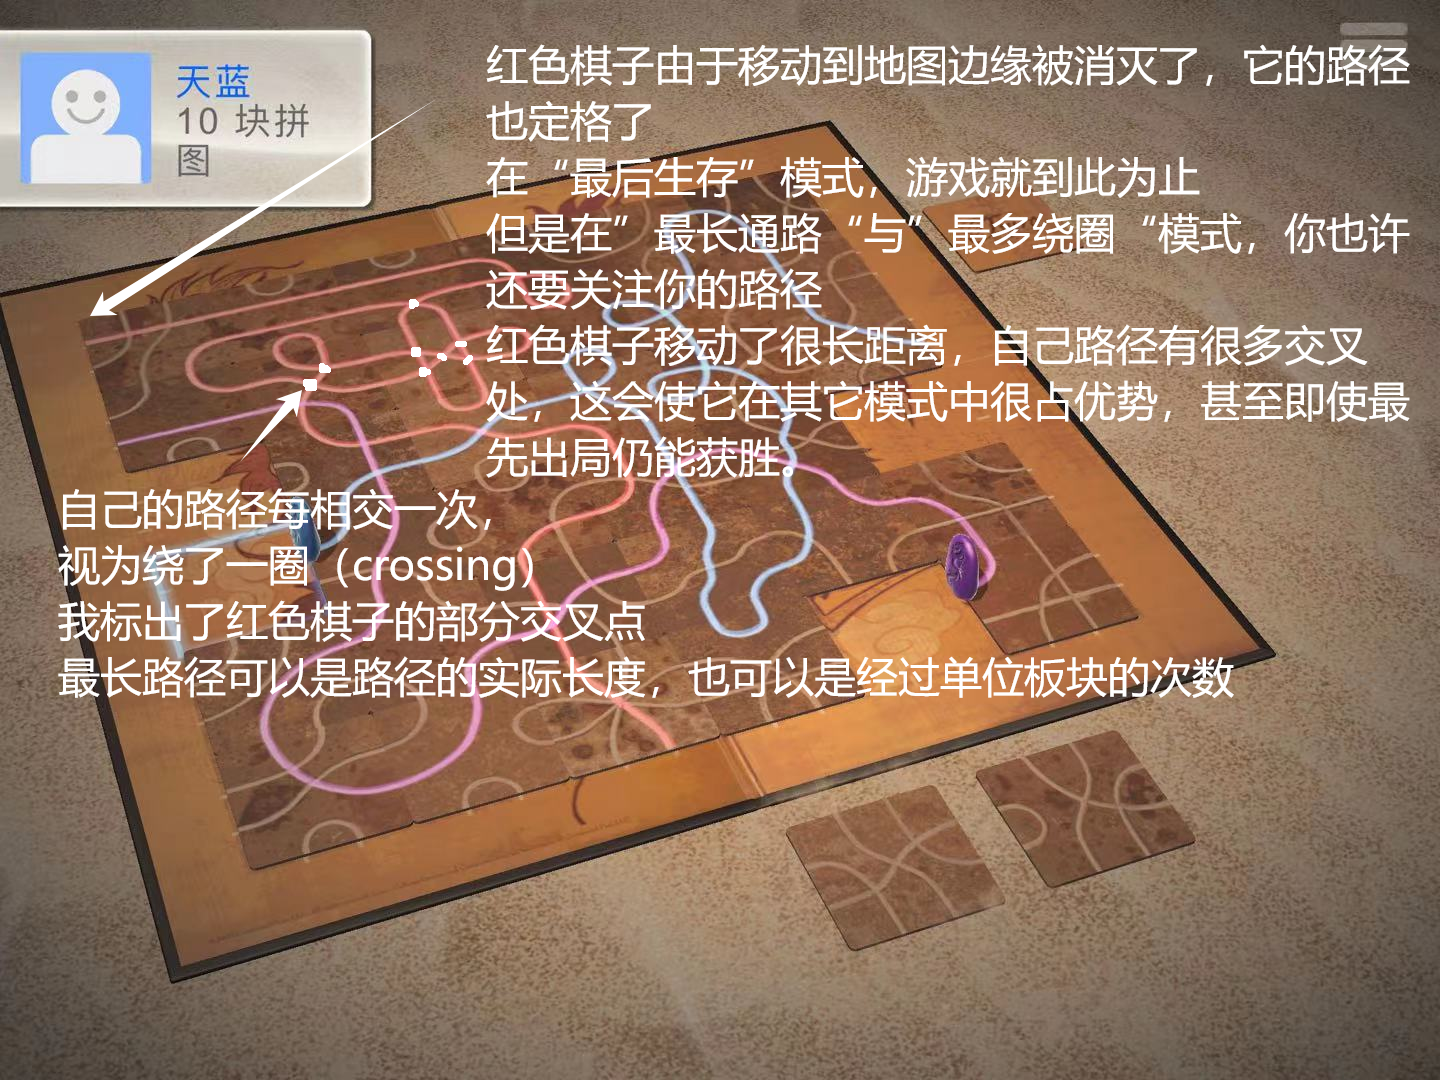 天蓝
10 块拼
图
红色棋子由于移动到地图边缘被消灭了，它的路径
也定格了
在“最后生存”模式，游戏就到此为止
但是在”最长通路“与”最多绕圈“模式，你也许
还要关注你的路径
红色棋子移动了很长距离，自己路径有很多交叉
处，这会使它在其它模式中很占优势，甚至即使最
先出局仍能获胜。
自己的路径每相交一次，
视为绕了一圈（crossing）
我标出了红色棋子的部分交叉点
最长路径可以是路径的实际长度，也可以是经过单位板块的次数